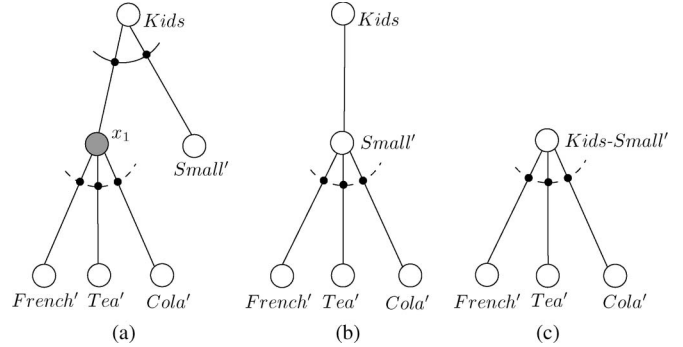 Kids
Kids
x₁
Small′
Small′
Kids-Small′
French′ Tea′ Cola′
French′ Tea′ Cola′
French′ Tea′ Cola′
(a)
(b)
(c)